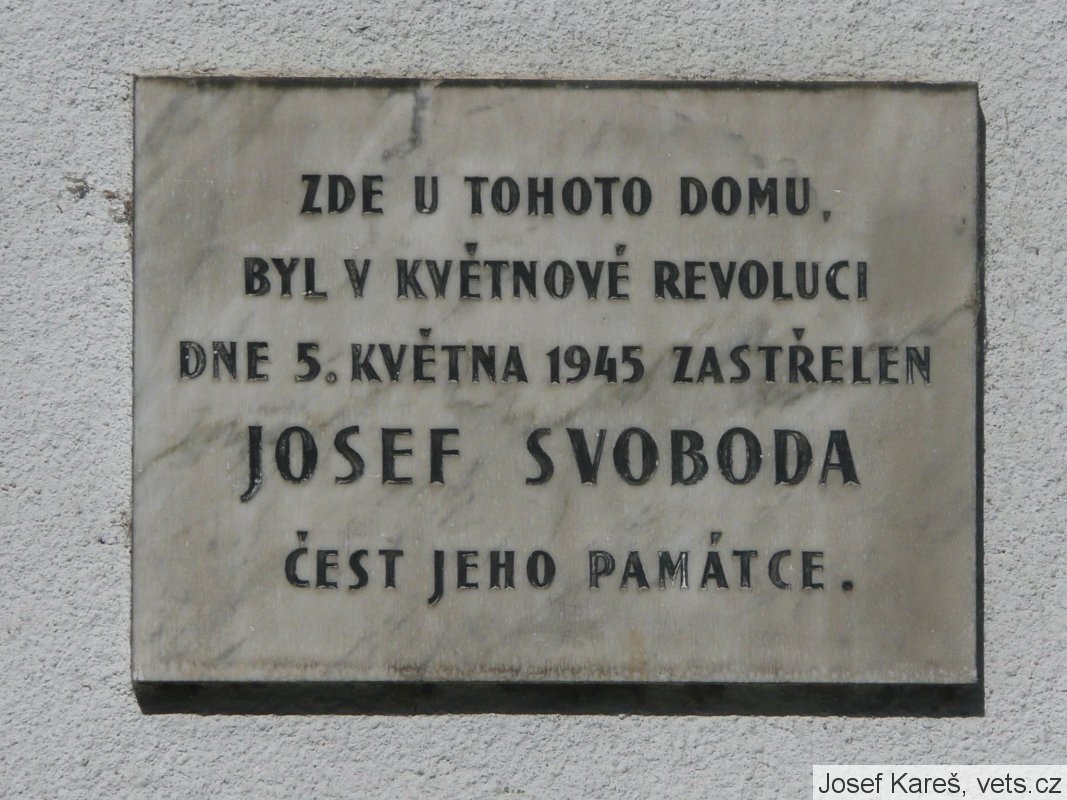 ZDE U TOHOTO DOMU,
BYL V KVĚTNOVÉ REVOLUCI
DNE 5. KVĚTNA 1945 ZASTŘELEN
JOSEF SVOBODA
ČEST JEHO PAMÁTCE.
Josef Kareš, vets.cz